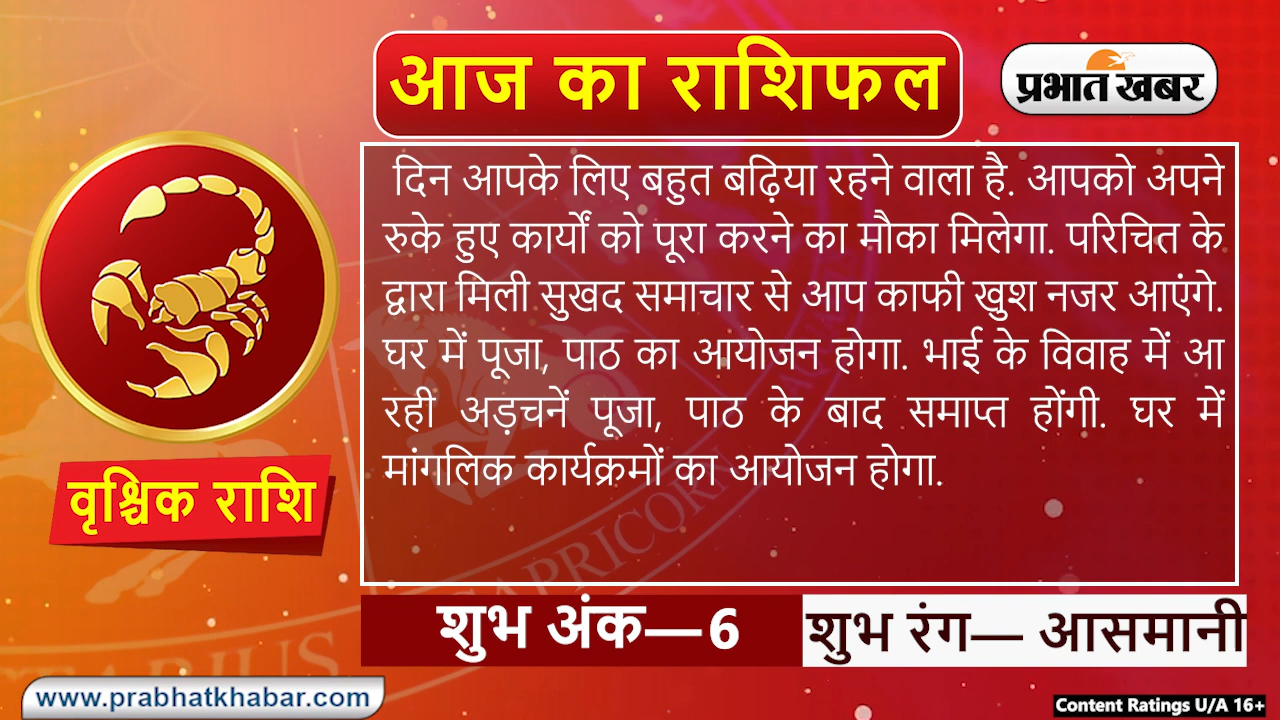 आज का राशिफल
प्रभात खबर
दिन आपके लिए बहुत बढ़िया रहने वाला है. आपको अपने
रुके हुए कार्यों को पूरा करने का मौका मिलेगा. परिचित के
द्वारा मिली सुखद समाचार से आप काफी खुश नजर आएंगे.
घर में पूजा, पाठ का आयोजन होगा. भाई के विवाह में आ
रही अड़चनें पूजा, पाठ के बाद समाप्त होंगी. घर में
मांगलिक कार्यक्रमों का आयोजन होगा.
वृश्चिक राशि
CAPRICORN
शुभ अंक—6
शुभ रंग— आसमानी
www.prabhatkhabar.com
Content Ratings U/A 16+